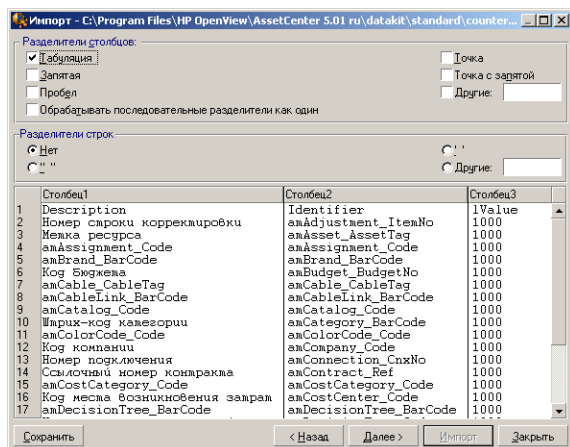 Импорт - C:\Program Files\HP OpenView\AssetCenter 5.01 ru\datakit\standard\counter...
Разделители столбцов:
Табуляция Точка
Запятая Точка с запятой
Пробел Другие:
Обрабатывать последовательные разделители как один
Разделители строк
Нет ' '
" " Другие:
Столбец1 Столбец2 Столбец3
1 Description Identifier lValue
2 Номер строки корректировки amAdjustment_ItemNo 1000
3 Метка ресурса amAsset_AssetTag 1000
4 amAssignment_Code amAssignment_Code 1000
5 amBrand_BarCode amBrand_BarCode 1000
6 Код бюджета amBudget_BudgetNo 1000
7 amCable_CableTag amCable_CableTag 1000
8 amCableLink_BarCode amCableLink_BarCode 1000
9 amCatalog_Code amCatalog_Code 1000
10 Штрих-код категории amCategory_BarCode 1000
11 amColorCode_Code amColorCode_Code 1000
12 Код компании amCompany_Code 1000
13 Номер подключения amConnection_CnxNo 1000
14 Ссылочный номер контракта amContract_Ref 1000
15 amCostCategory_Code amCostCategory_Code 1000
16 Код места возникновения затрат amCostCenter_Code 1000
17 amDecisionTree_BarCode amDecisionTree_BarCode 1000
Сохранить < Назад Далее > Импорт Закрыть